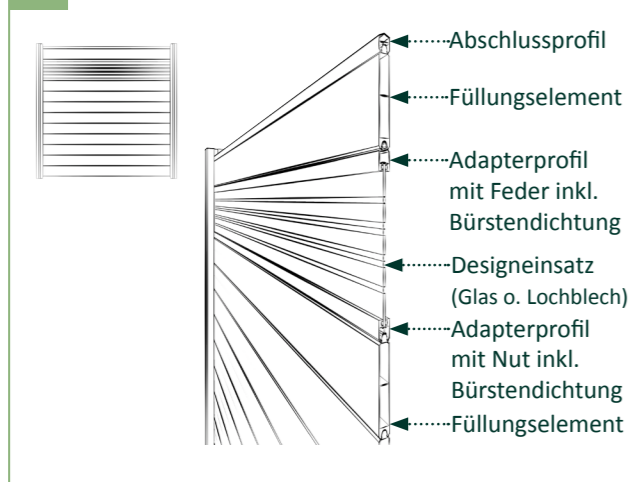 Abschlussprofil
Füllungselement
Adapterprofil
mit Feder inkl.
Bürstendichtung
Designeinsatz
(Glas o. Lochblech)
Adapterprofil
mit Nut inkl.
Bürstendichtung
Füllungselement